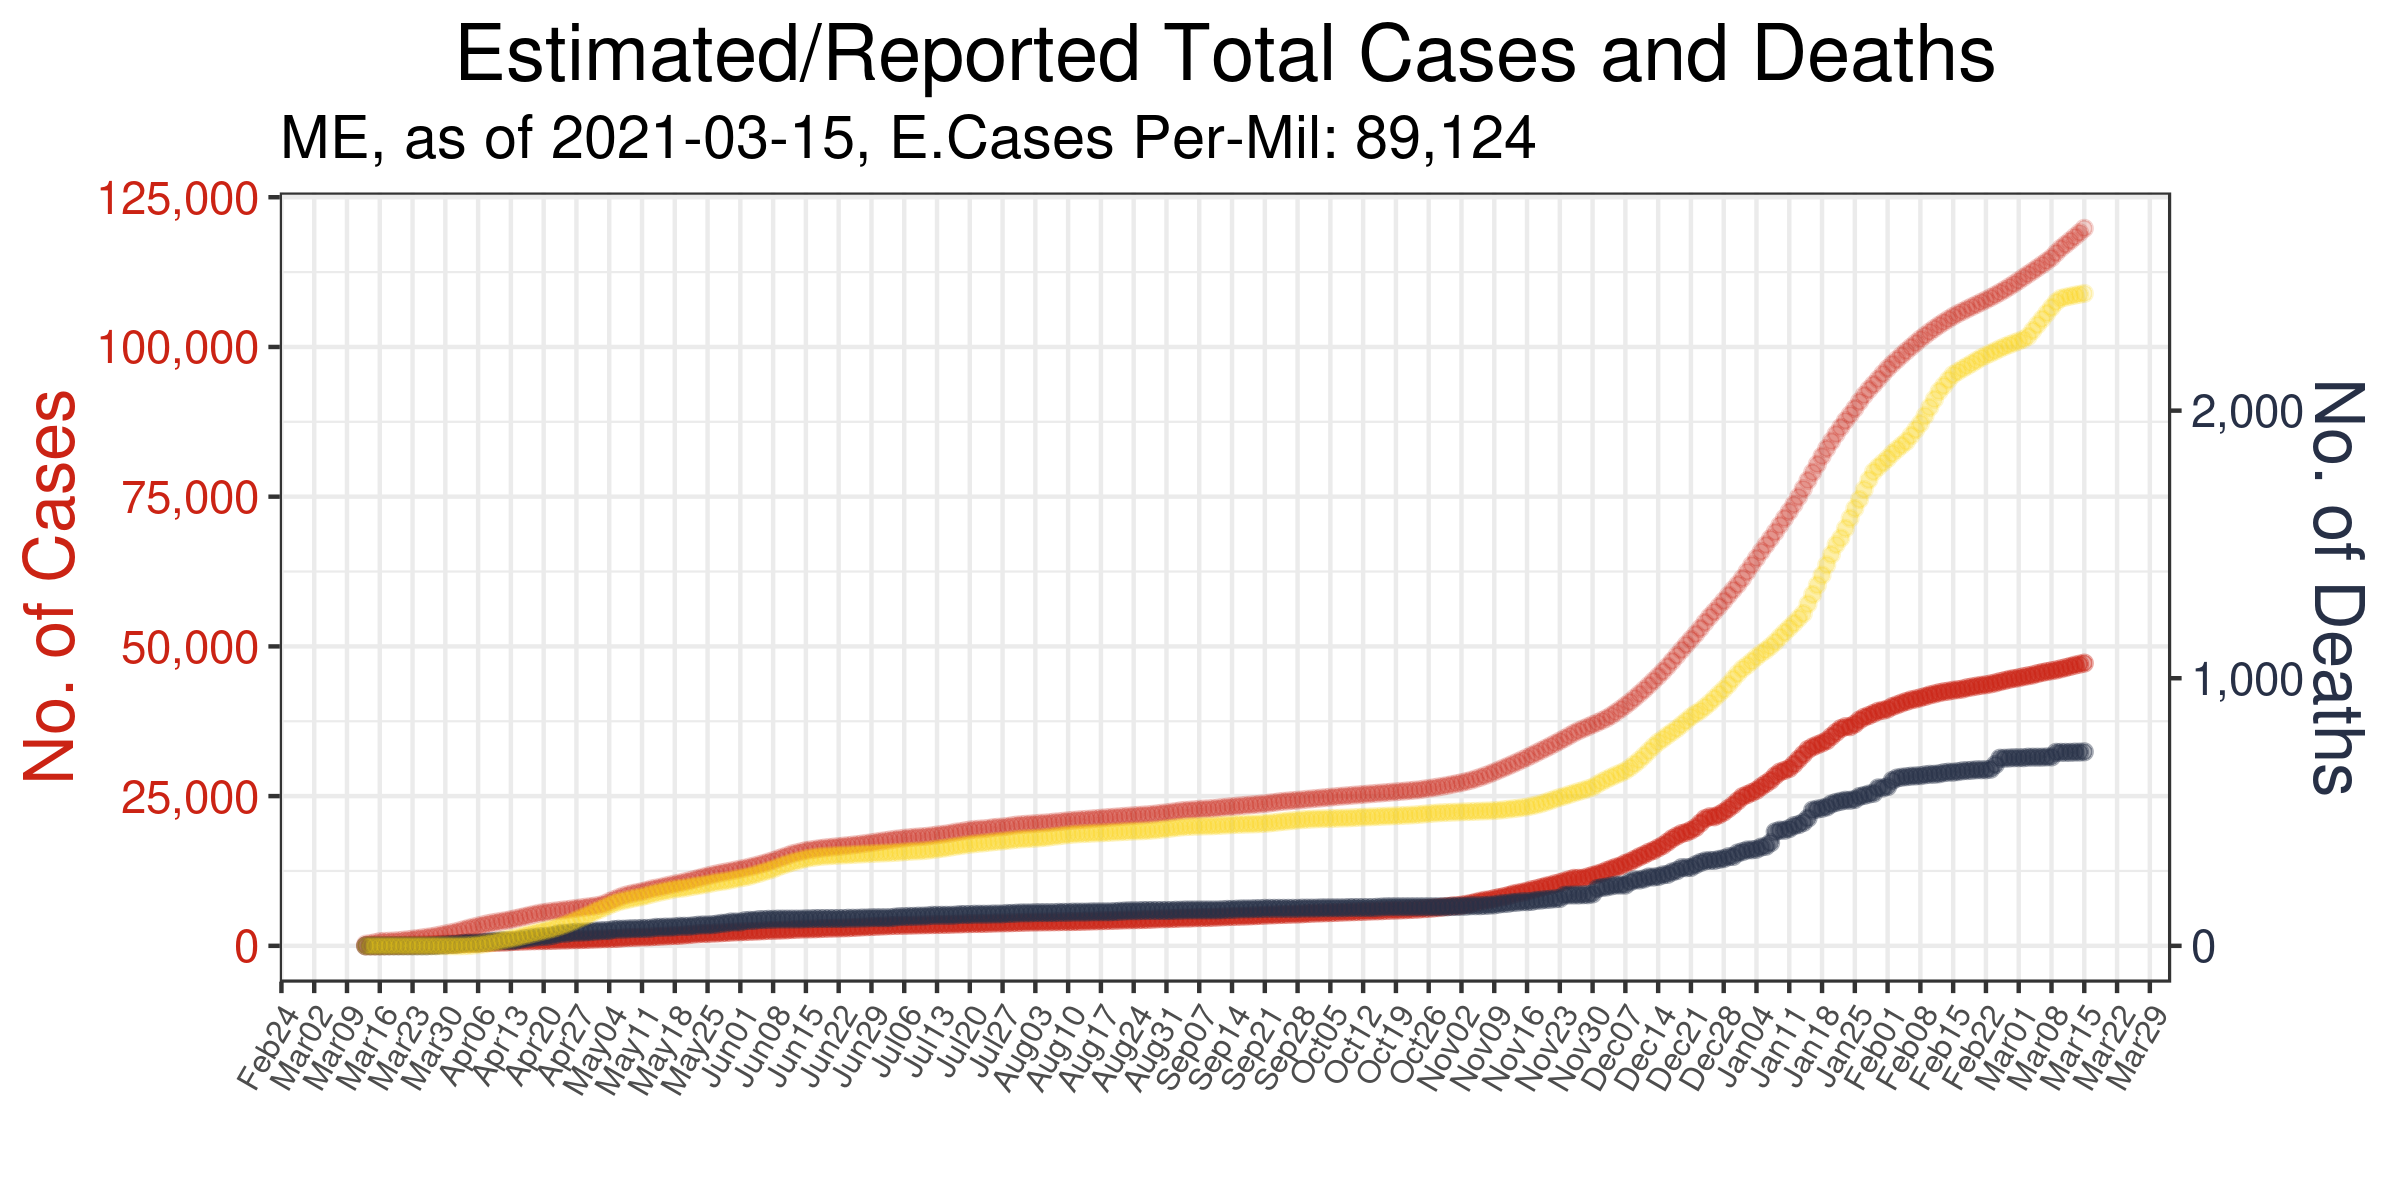 Estimated/Reported Total Cases and Deaths
ME, as of 2021-03-15, E.Cases Per-Mil: 89,124
No. of Cases
125,000
100,000
75,000
50,000
25,000
0
2,000
1,000
0
No. of Deaths
Feb24
Mar02
Mar09
Mar16
Mar23
Mar30
Apr06
Apr13
Apr20
Apr27
May04
May11
May18
May25
Jun01
Jun08
Jun15
Jun22
Jun29
Jul06
Jul13
Jul20
Jul27
Aug03
Aug10
Aug17
Aug24
Aug31
Sep07
Sep14
Sep21
Sep28
Oct05
Oct12
Oct19
Oct26
Nov02
Nov09
Nov16
Nov23
Nov30
Dec07
Dec14
Dec21
Dec28
Jan04
Jan11
Jan18
Jan25
Feb01
Feb08
Feb15
Feb22
Mar01
Mar08
Mar15
Mar22
Mar29